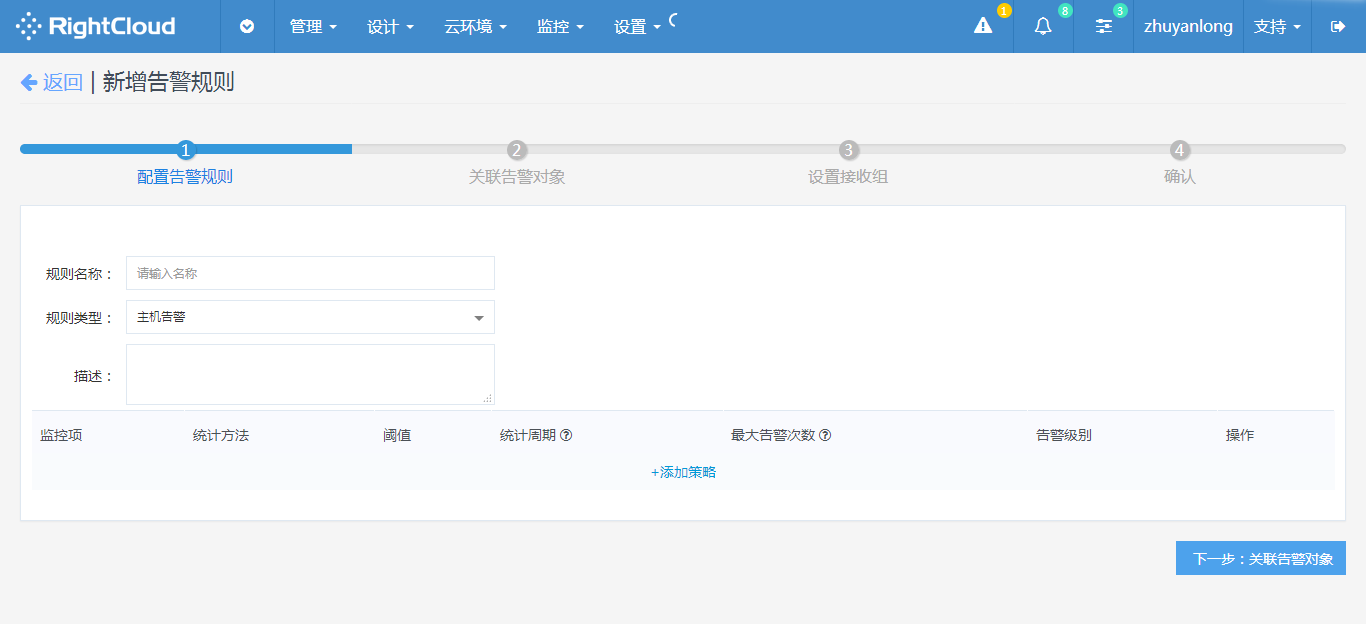 RightCloud 管理 设计 云环境 监控 设置 1 8 3 zhuyanlong 支持
返回 | 新增告警规则
1 2 3 4
配置告警规则 关联告警对象 设置接收组 确认
规则名称： 请输入名称
规则类型： 主机告警
描述：
监控项 统计方法 阈值 统计周期 ? 最大告警次数 ? 告警级别 操作
+添加策略
下一步：关联告警对象